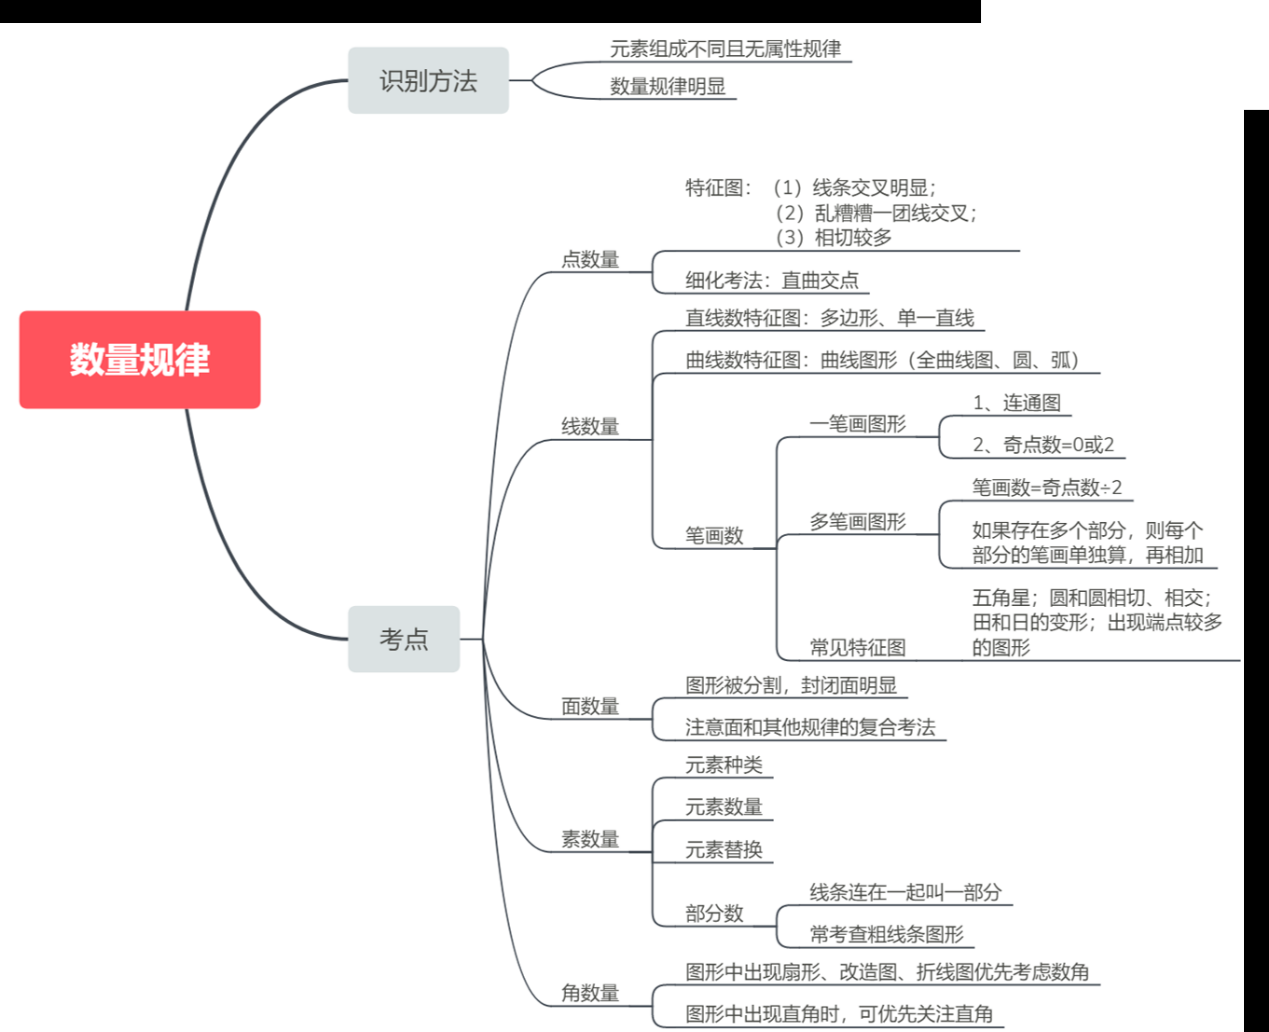 数量规律
识别方法
元素组成不同且无属性规律
数量规律明显
考点
点数量
特征图：（1）线条交叉明显；
（2）乱糟糟一团线交叉；
（3）相切较多
细化考法：直曲交点
线数量
直线数特征图：多边形、单一直线
曲线数特征图：曲线图形（全曲线图、圆、弧）
笔画数
一笔画图形
1、连通图
2、奇点数=0或2
多笔画图形
笔画数=奇点数÷2
如果存在多个部分，则每个
部分的笔画单独算，再相加
常见特征图
五角星；圆和圆相切、相交；
田和日的变形；出现端点较多
的图形
面数量
图形被分割，封闭面明显
注意面和其他规律的复合考法
素数量
元素种类
元素数量
元素替换
部分数
线条连在一起叫一部分
常考查粗线条图形
角数量
图形中出现扇形、改造图、折线图优先考虑数角
图形中出现直角时，可优先关注直角